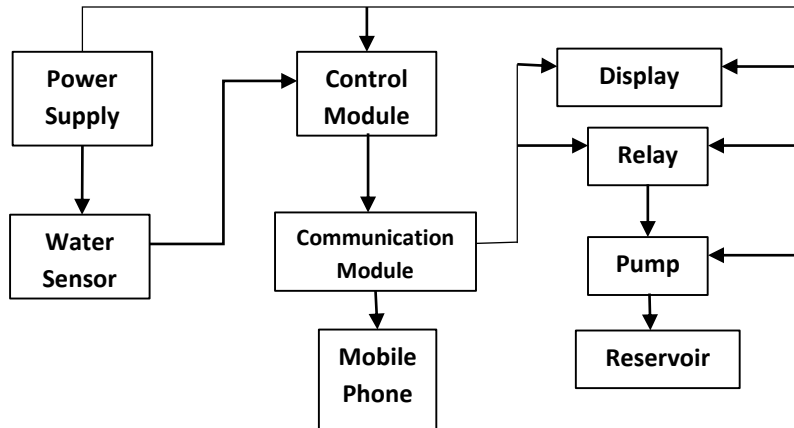 Power
Supply
Control
Module
Display
Relay
Water
Sensor
Communication
Module
Pump
Mobile
Phone
Reservoir